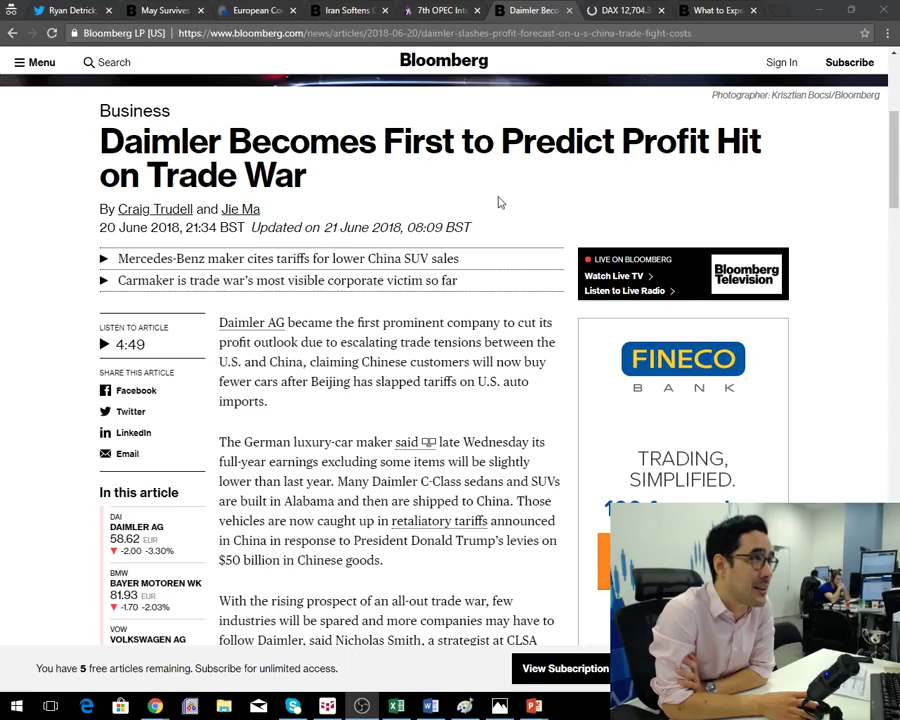 Ryan Detrick,
May Survives
European Co
Iran Softens
7th OPEC Int
Daimler Beco
DAX 12,704.3
What to Expe
Bloomberg LP [US]
https://www.bloomberg.com/news/articles/2018-06-20/daimler-slashes-profit-forecast-on-u-s-china-trade-fight-costs
Menu
Search
Bloomberg
Sign In
Subscribe
Photographer: Krisztian Bocsi/Bloomberg
Business
Daimler Becomes First to Predict Profit Hit
on Trade War
By Craig Trudell and Jie Ma
20 June 2018, 21:34 BST Updated on 21 June 2018, 08:09 BST
Mercedes-Benz maker cites tariffs for lower China SUV sales
Carmaker is trade war's most visible corporate victim so far
LIVE ON BLOOMBERG
Watch Live TV
Listen to Live Radio
Bloomberg
Television
LISTEN TO ARTICLE
4:49
SHARE THIS ARTICLE
Facebook
Twitter
LinkedIn
Email
In this article
DAI
DAIMLER AG
58.62 EUR
-2.00 -3.30%
BMW
BAYER MOTOREN WK
81.93 EUR
-1.70 -2.03%
VOW
VOLKSWAGEN AG
Daimler AG became the first prominent company to cut its
profit outlook due to escalating trade tensions between the
U.S. and China, claiming Chinese customers will now buy
fewer cars after Beijing has slapped tariffs on U.S. auto
imports.
The German luxury-car maker said late Wednesday its
full-year earnings excluding some items will be slightly
lower than last year. Many Daimler C-Class sedans and SUVs
are built in Alabama and then are shipped to China. Those
vehicles are now caught up in retaliatory tariffs announced
in China in response to President Donald Trump's levies on
$50 billion in Chinese goods.
With the rising prospect of an all-out trade war, few
industries will be spared and more companies may have to
follow Daimler, said Nicholas Smith, a strategist at CLSA
FINECO
BANK
TRADING,
SIMPLIFIED.
You have 5 free articles remaining. Subscribe for unlimited access.
View Subscription